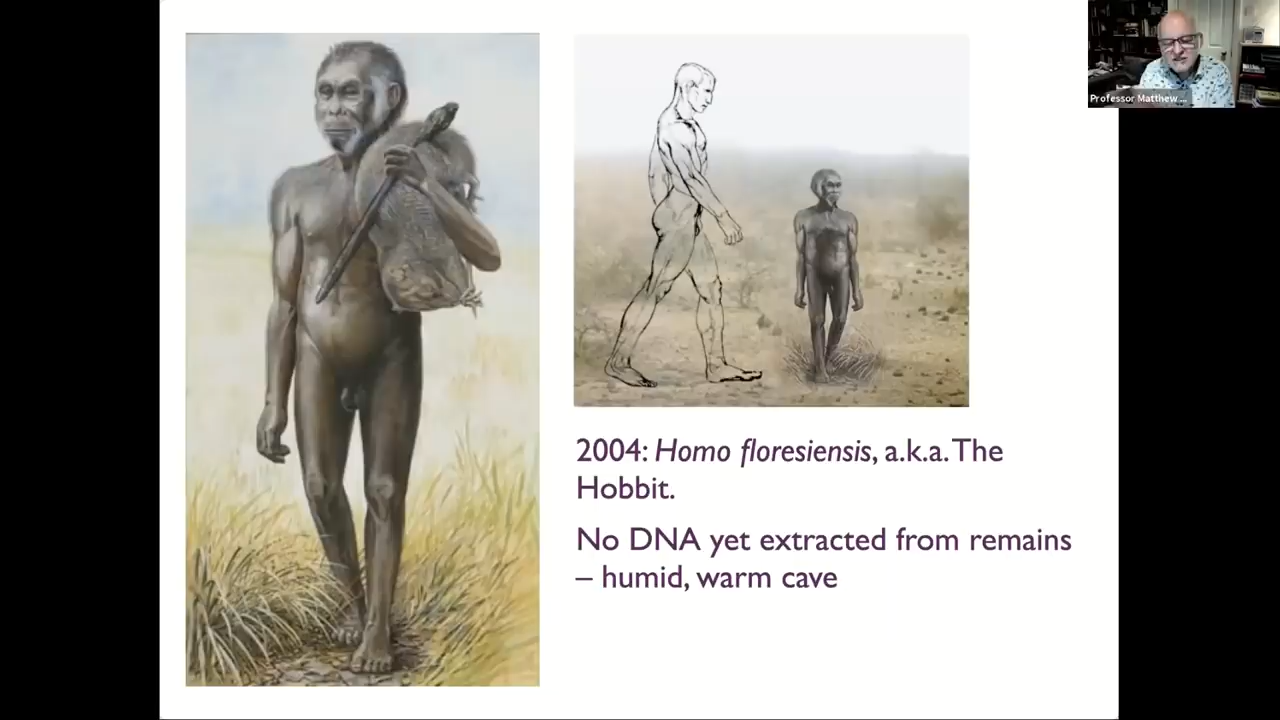 Professor Matthew ...
2004: Homo floresiensis, a.k.a. The
Hobbit.
No DNA yet extracted from remains
– humid, warm cave